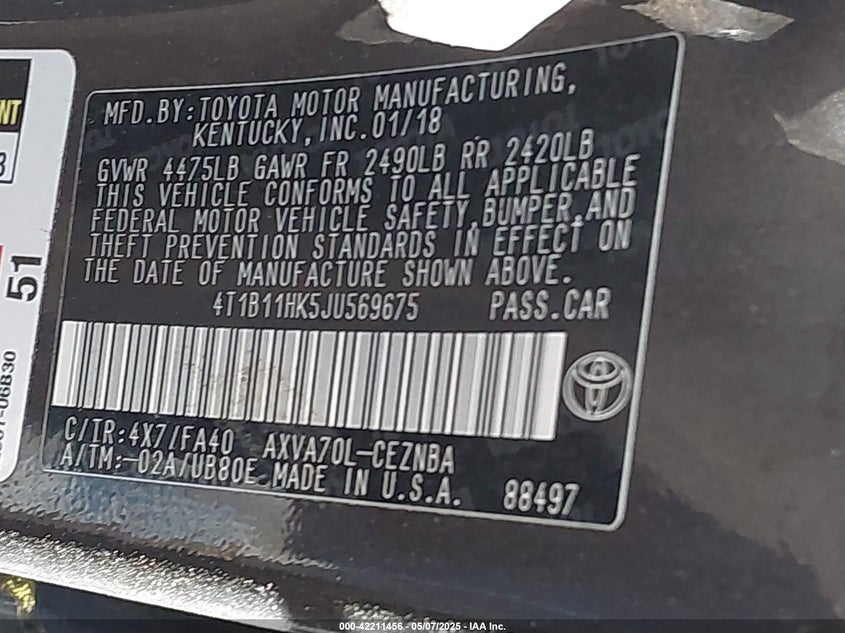 MFD.BY:TOYOTA MOTOR MANUFACTURING,
KENTUCKY, INC. 01/18
GVWR 4475LB GAWR FR 2490LB RR 2420LB
THIS VEHICLE CONFORMS TO ALL APPLICABLE
FEDERAL MOTOR VEHICLE SAFETY,BUMPER,AND
THEFT PREVENTION STANDARDS IN EFFECT ON
THE DATE OF MANUFACTURE SHOWN ABOVE.
4T1B11HK5JU569675 PASS.CAR
C/TR:4X7/FA40 AXVA70L-CEZNBA
A/TM:-02A/UB80E MADE IN U.S.A. 88497
51
000-42211456 - 05/07/2025 - IAA Inc.